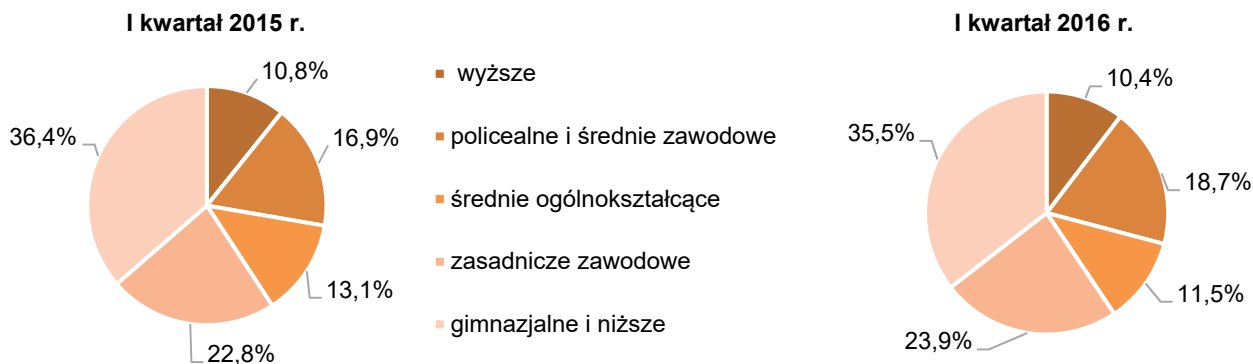 I kwartał 2015 r.
10,8%
16,9%
13,1%
22,8%
36,4%
wyższe
policealne i średnie zawodowe
średnie ogólnokształcące
zasadnicze zawodowe
gimnazjalne i niższe
I kwartał 2016 r.
10,4%
18,7%
11,5%
23,9%
35,5%